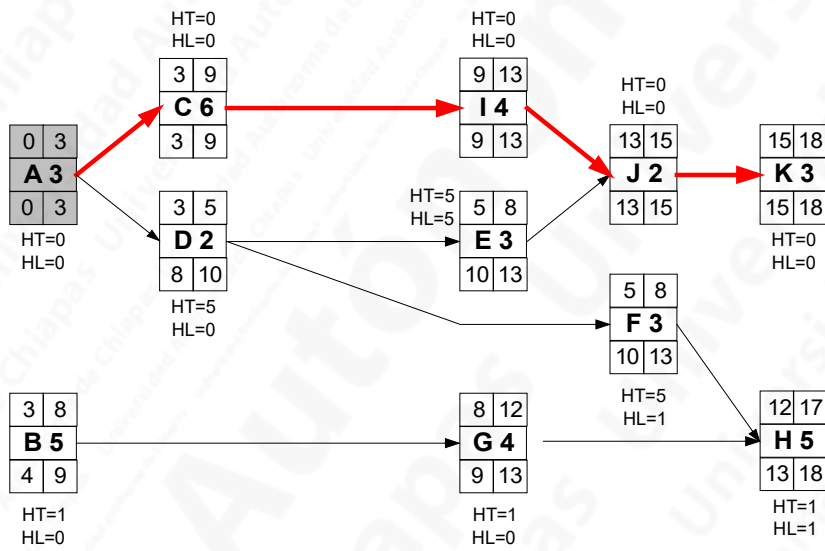 HT=0
HL=0
3 9
C 6
3 9
HT=0
HL=0
9 13
I 4
9 13
HT=0
HL=0
13 15
J 2
13 15
15 18
K 3
15 18
HT=0
HL=0
0 3
A 3
0 3
HT=0
HL=0
3 5
D 2
8 10
HT=5
HL=0
HT=5
HL=5
5 8
E 3
10 13
5 8
F 3
10 13
HT=5
HL=1
3 8
B 5
4 9
HT=1
HL=0
8 12
G 4
9 13
HT=1
HL=0
12 17
H 5
13 18
HT=1
HL=1